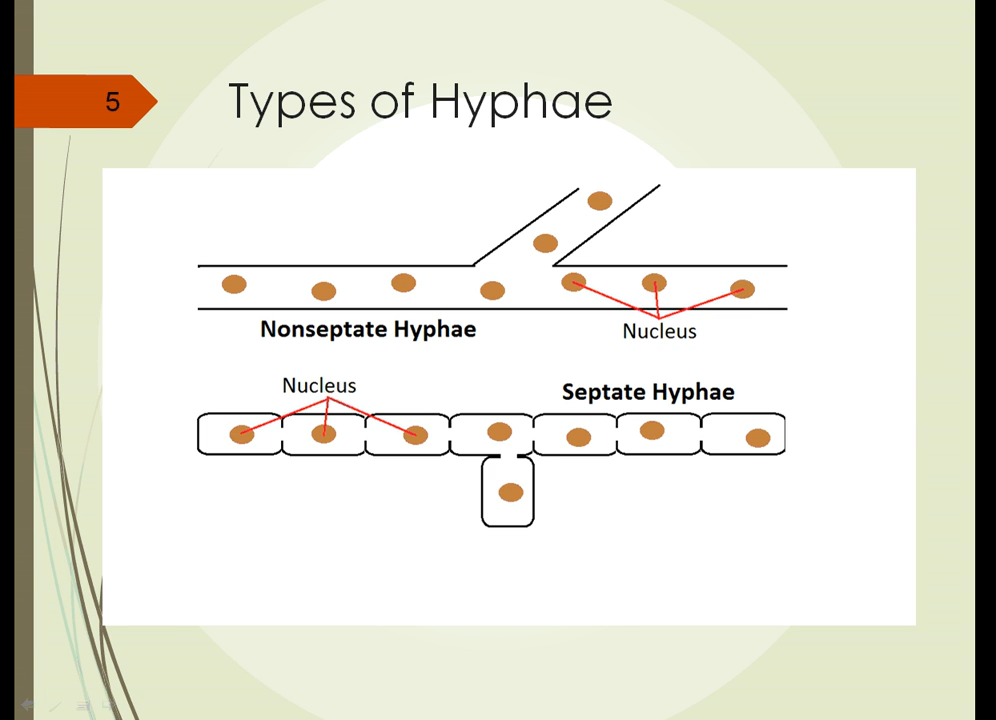 5
Types of Hyphae
Nonseptate Hyphae
Nucleus
Nucleus
Septate Hyphae